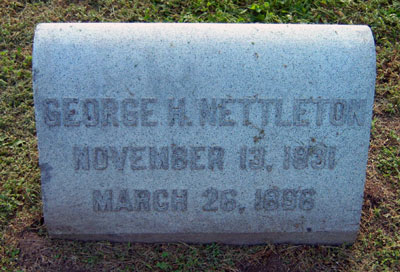 GEORGE H. NETTLETON
NOVEMBER 13, 1831
MARCH 26, 1896